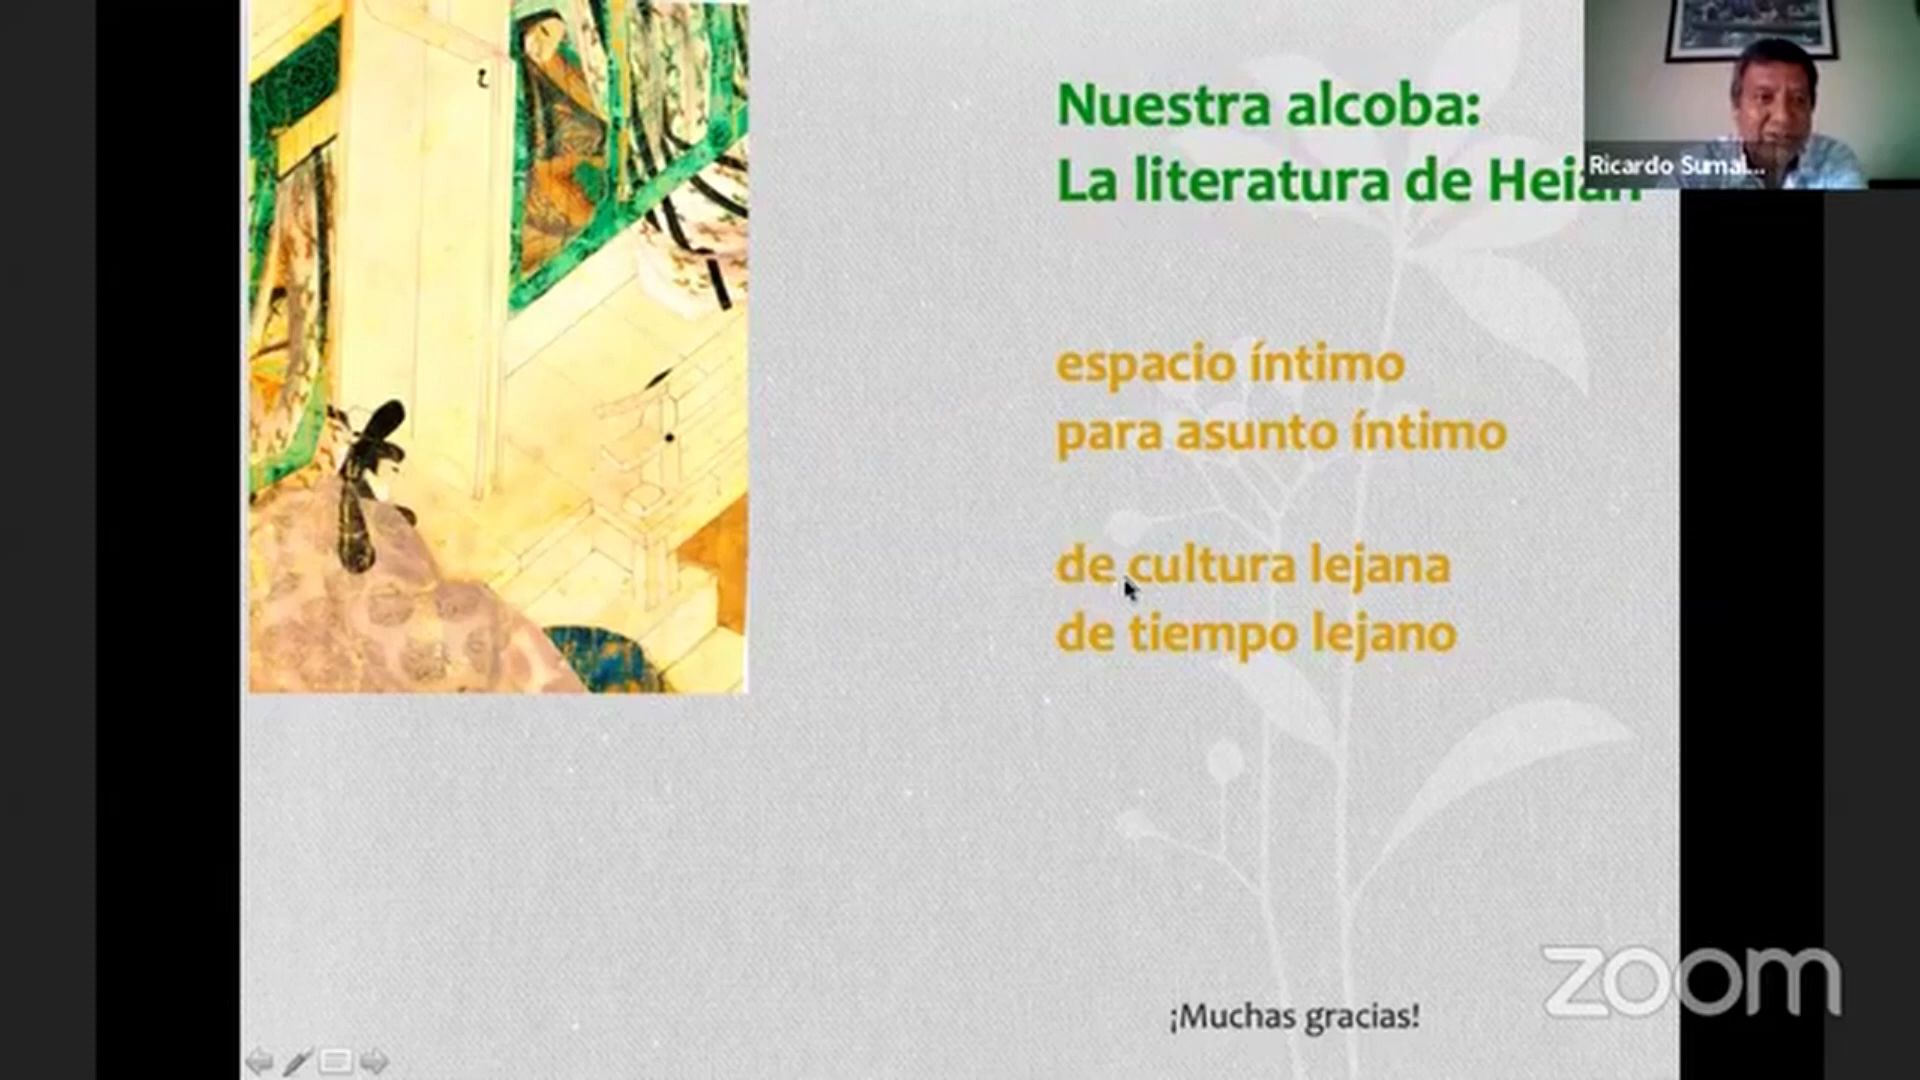 Nuestra alcoba:
La literatura de Heian
Ricardo Sumal...
espacio íntimo
para asunto íntimo
de cultura lejana
de tiempo lejano
¡Muchas gracias!
zoom